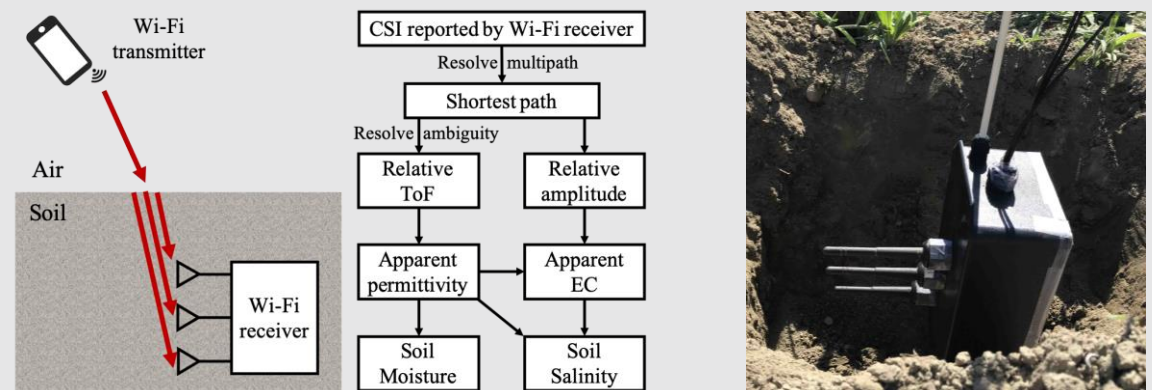 Wi-Fi
transmitter
Air
Soil
Wi-Fi
receiver
CSI reported by Wi-Fi receiver
Resolve multipath
Shortest path
Resolve ambiguity
Relative
ToF
Relative
amplitude
Apparent
permittivity
Apparent
EC
Soil
Moisture
Soil
Salinity